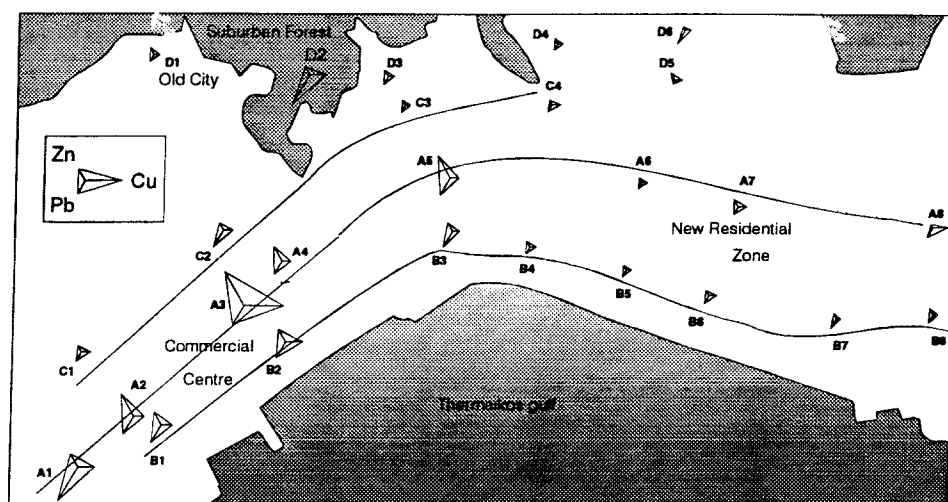 D1
Old City
Suburban Forest
D2
D3
D4
D6
D5
C4
C3
Zn
Cu
Pb
A5
A6
A7
A8
New Residential
Zone
C2
A4
B3
B4
B5
B6
B7
B8
A3
Commercial
Centre
B2
C1
A2
Thermaikos gulf
B1
A1